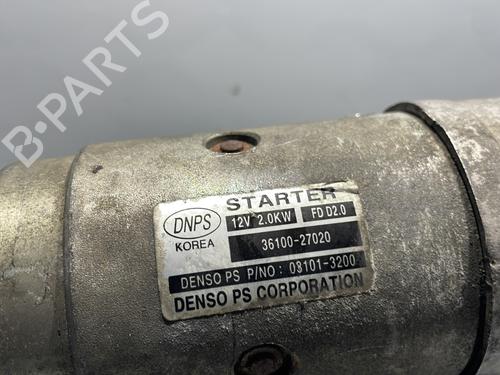 B-PARTS
STARTER
DNPS
KOREA
12V 2.0KW FD D2.0
36100-27020
DENSO PS P/NO : 08101-3200
DENSO PS CORPORATION